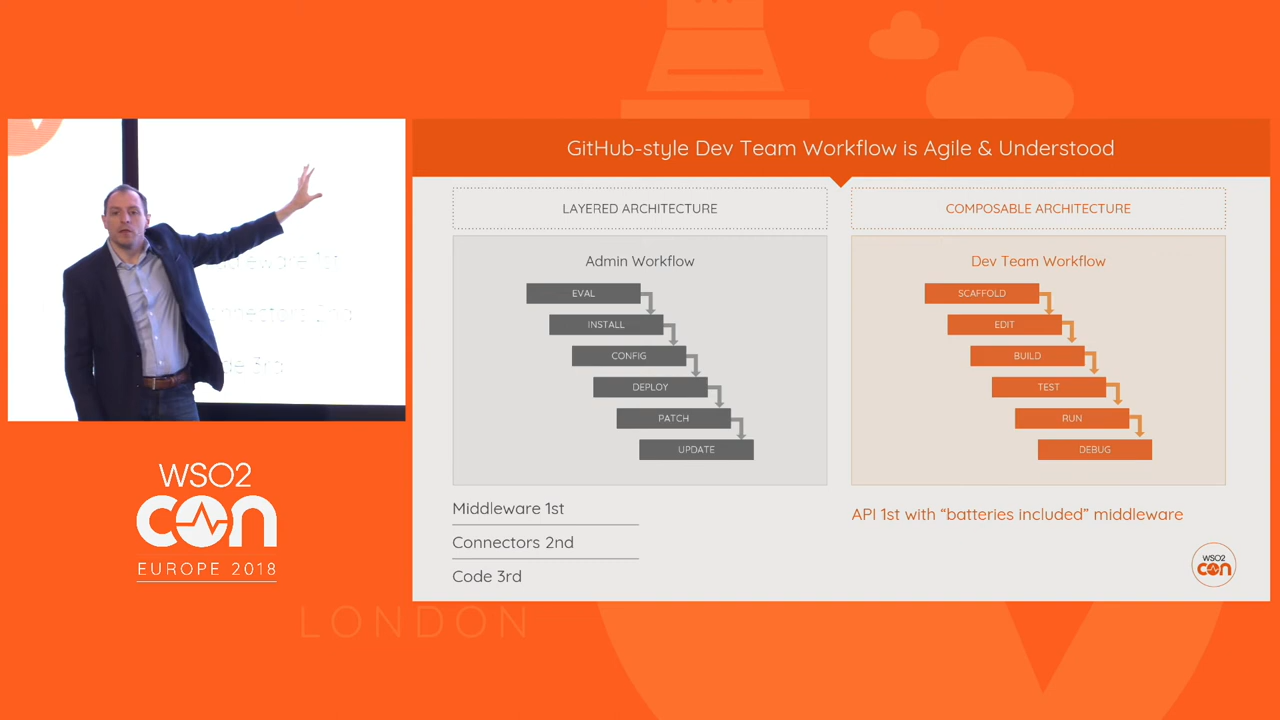 GitHub-style Dev Team Workflow is Agile & Understood
LAYERED ARCHITECTURE
Admin Workflow
EVAL
INSTALL
CONFIG
DEPLOY
PATCH
UPDATE
Middleware 1st
Connectors 2nd
Code 3rd
COMPOSABLE ARCHITECTURE
Dev Team Workflow
SCAFFOLD
EDIT
BUILD
TEST
RUN
DEBUG
API 1st with “batteries included” middleware
WSO2
CON
WSO2
CON
EUROPE 2018
LONDON